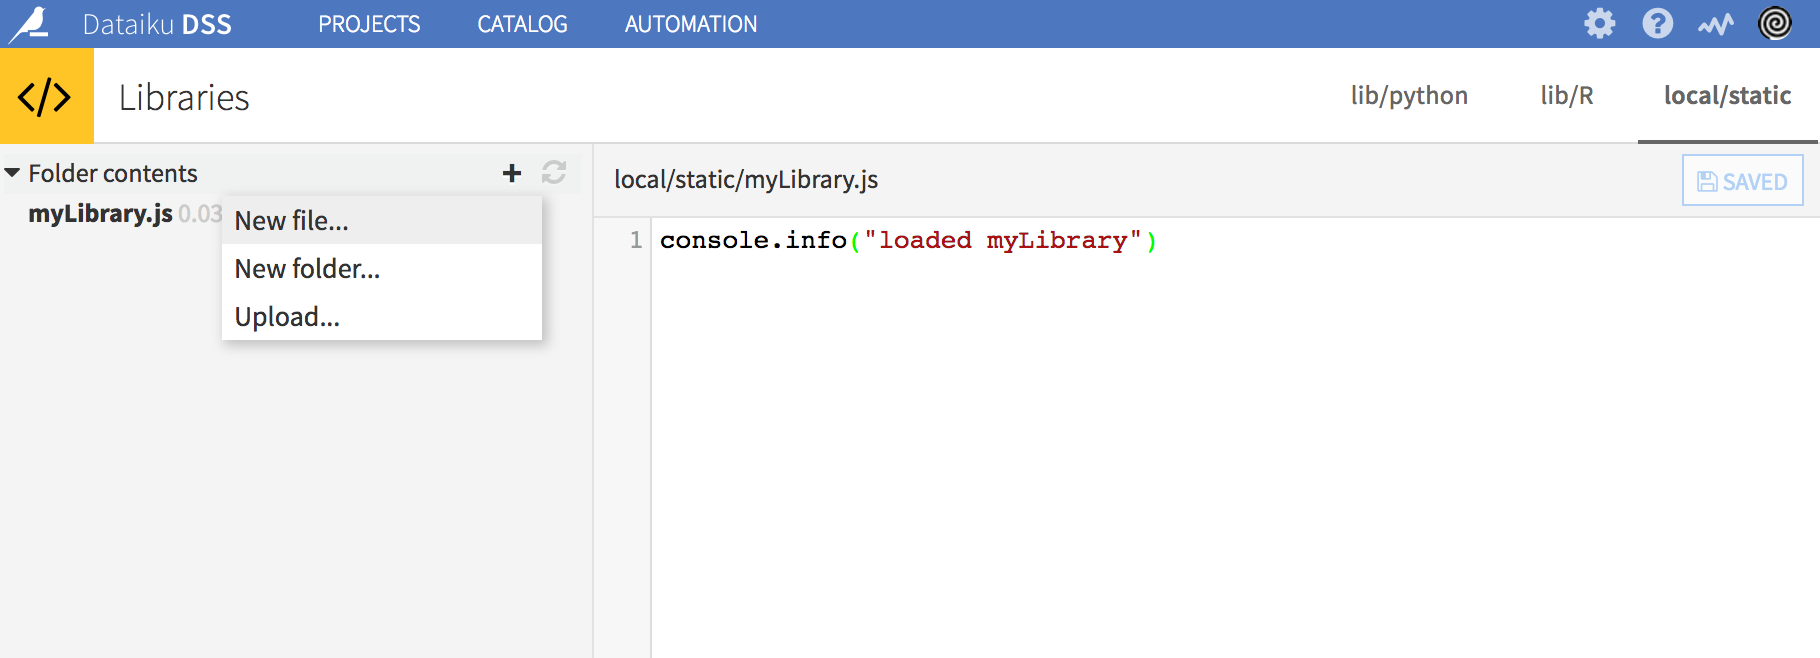 Dataiku DSS PROJECTS CATALOG AUTOMATION
</> Libraries lib/python lib/R local/static
Folder contents
myLibrary.js 0.03
New file...
New folder...
Upload...
local/static/myLibrary.js SAVED
1 console.info("loaded myLibrary")